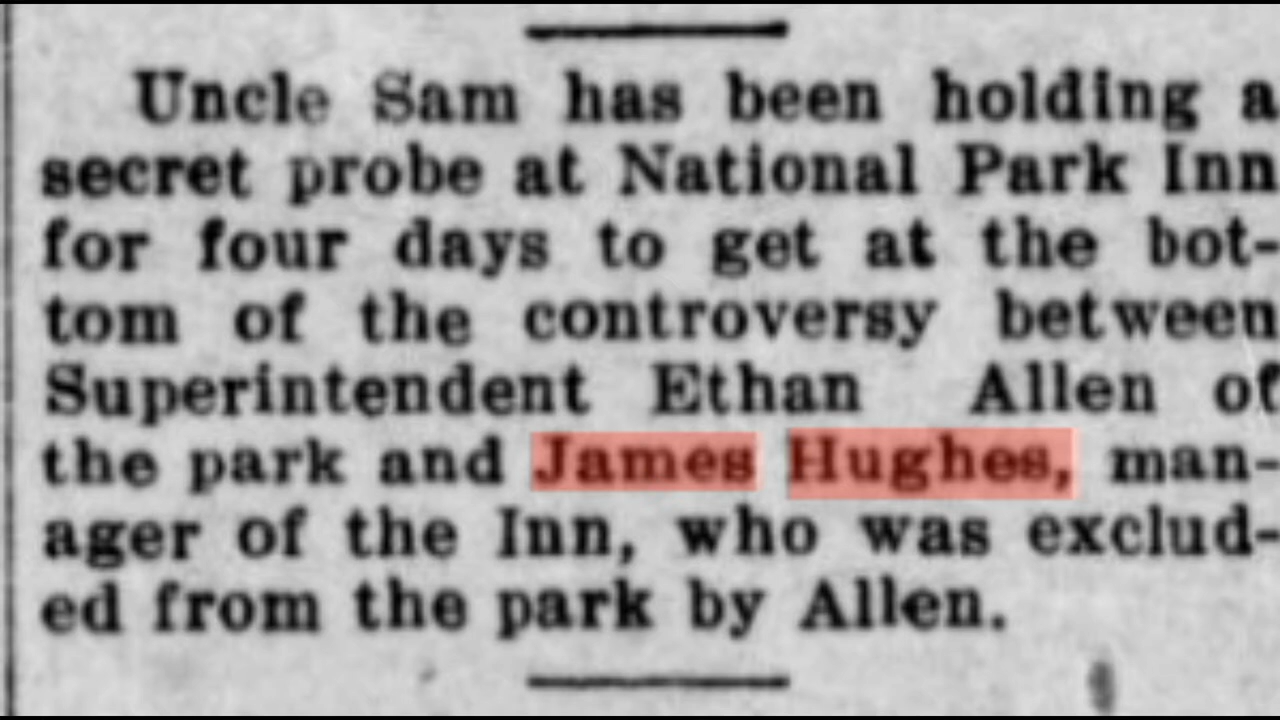 Uncle Sam has been holding a
secret probe at National Park Inn
for four days to get at the bot-
tom of the controversy between
Superintendent Ethan Allen of
the park and James Hughes, man-
ager of the Inn, who was exclud-
ed from the park by Allen.